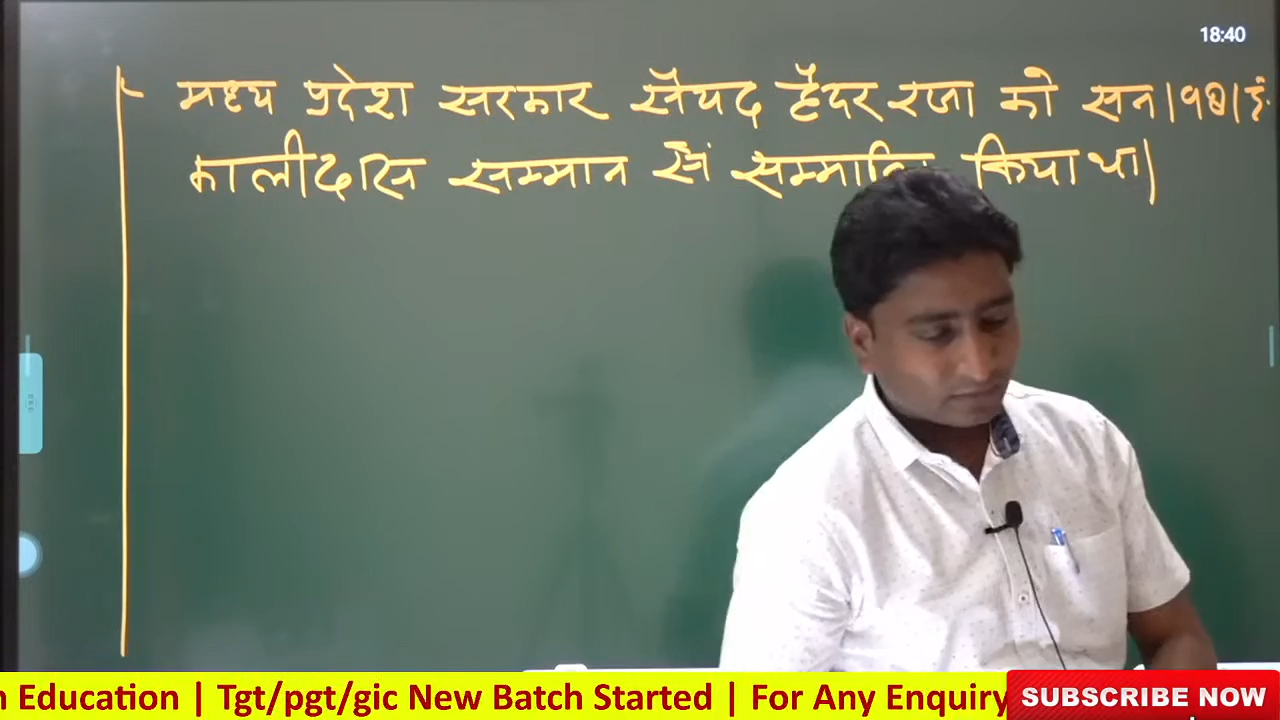 18:40
मध्य प्रदेश सरकार सैयद हैदर रजा को सन्
कालीदास सम्मान से किया था|
n Education | Tgt/pgt/gic New Batch Started | For Any Enquiry
SUBSCRIBE NOW